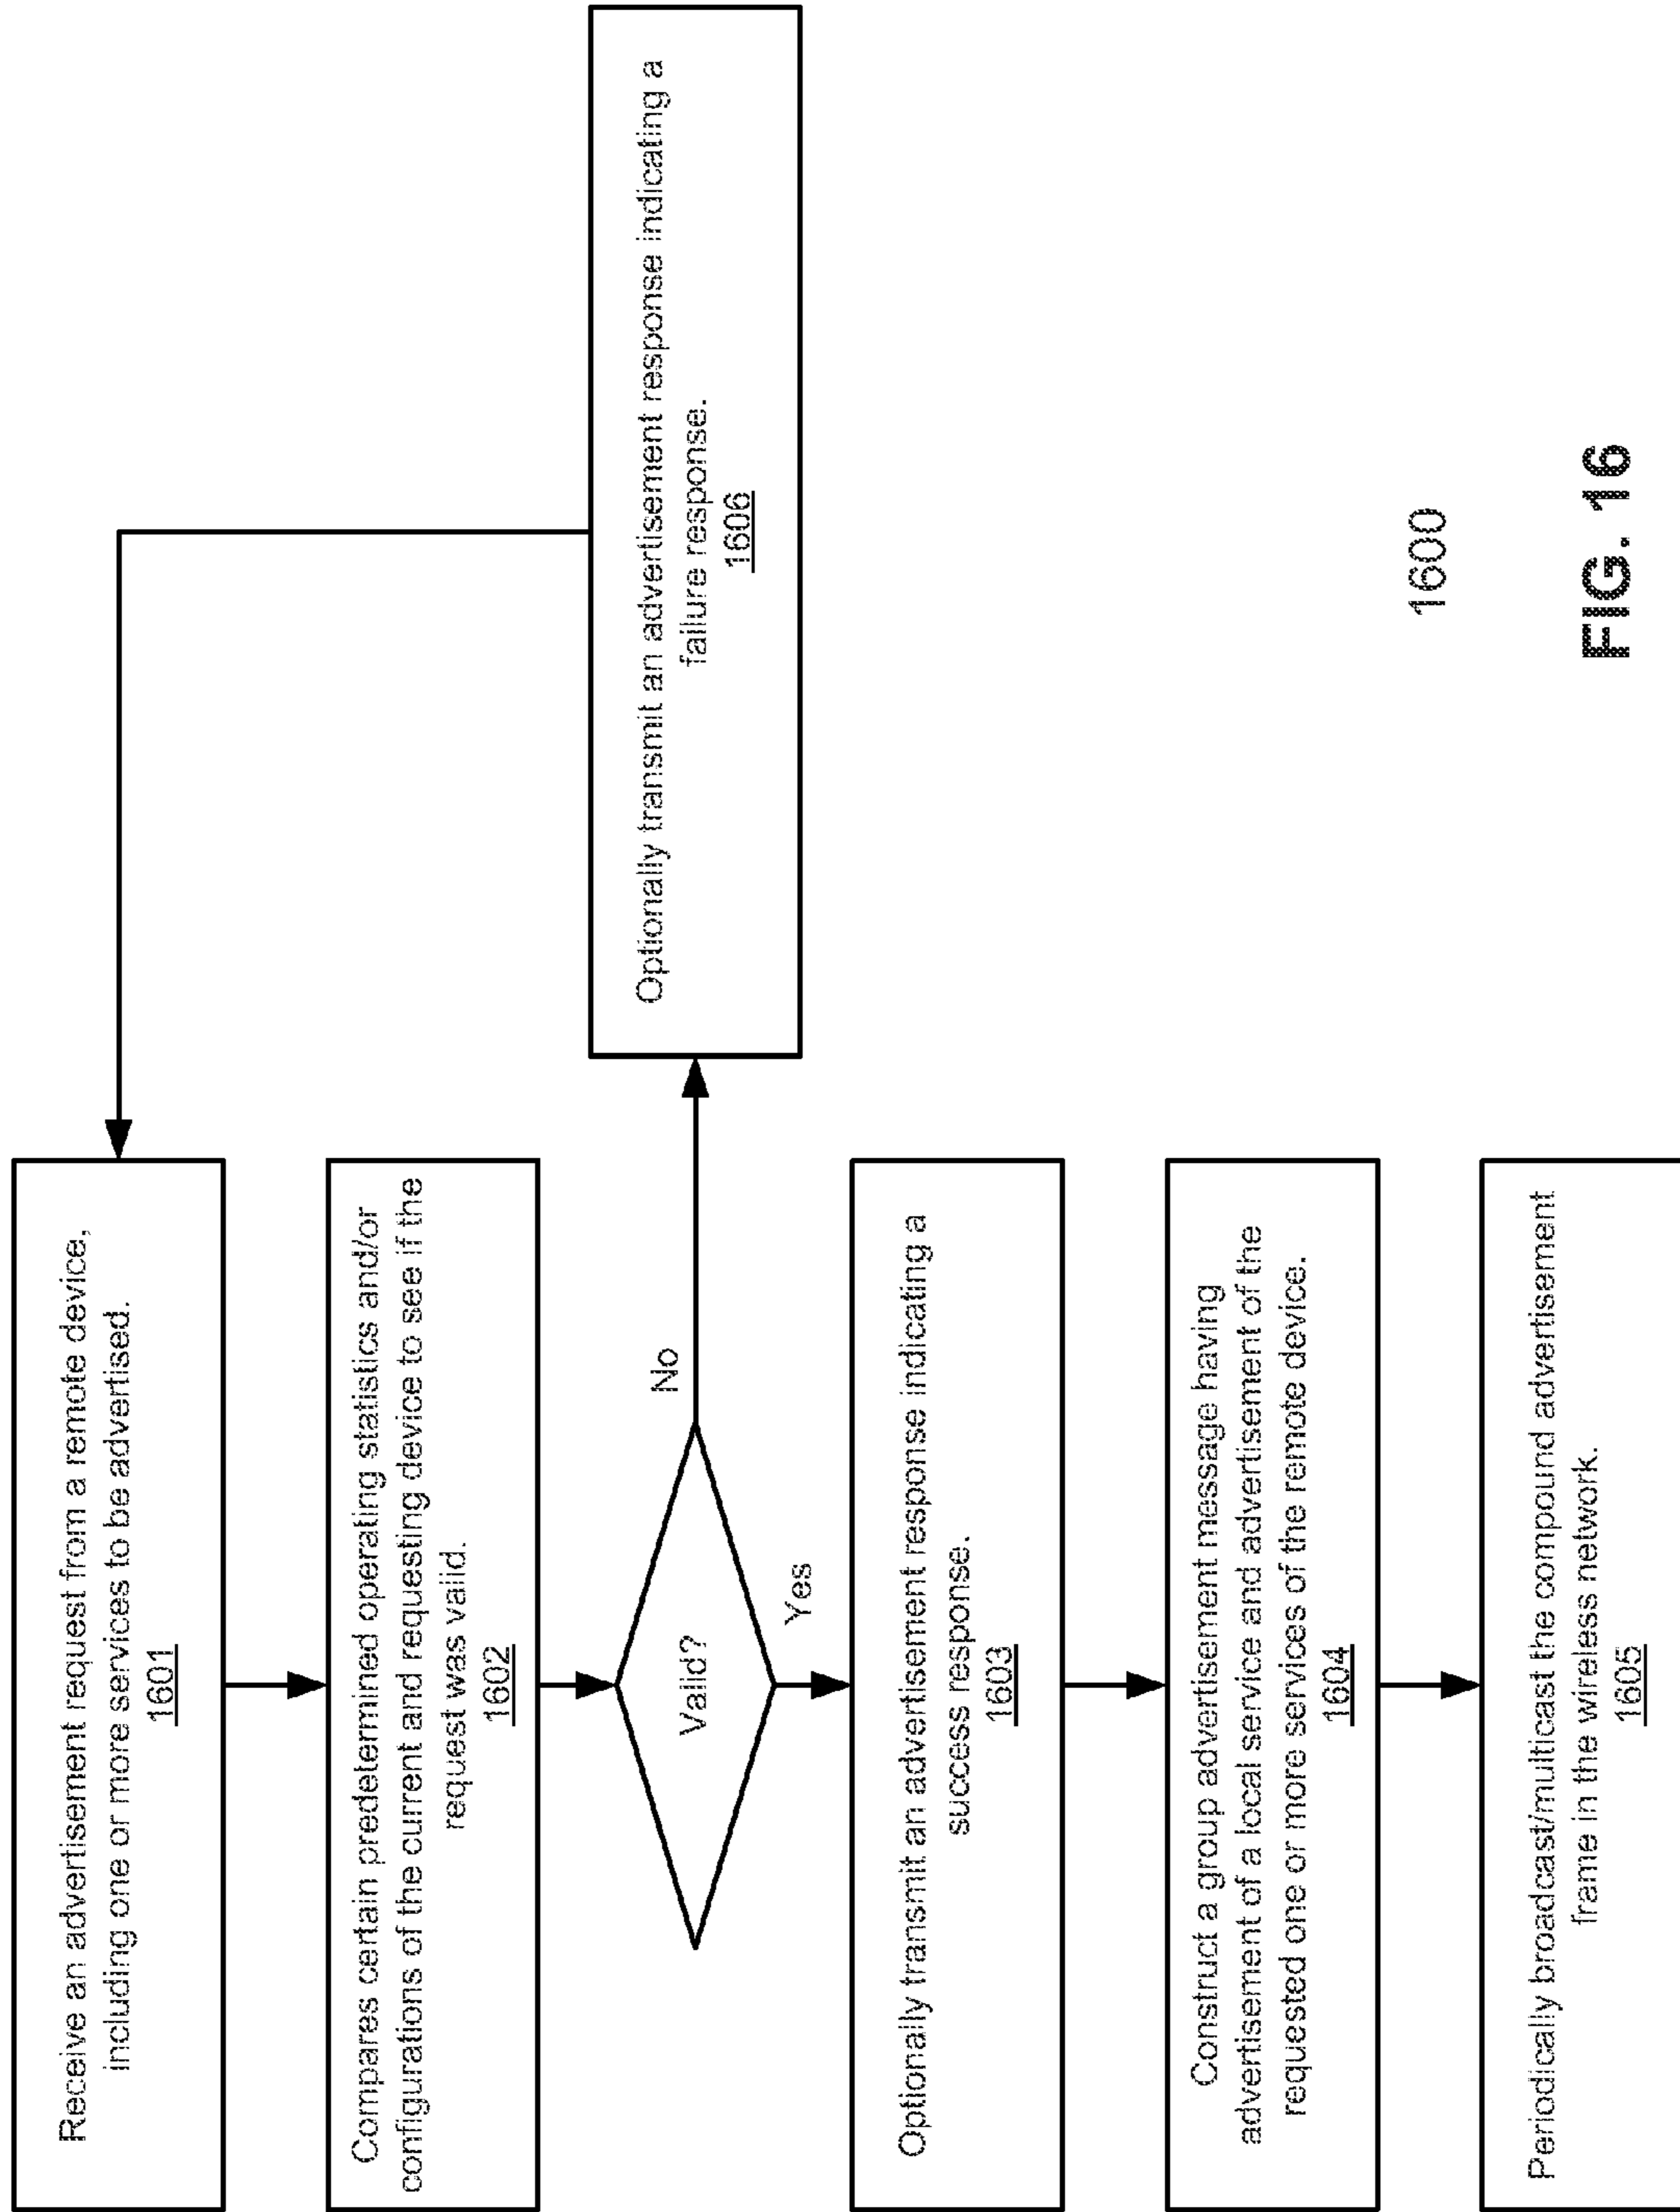 Receive an advertisement request from a remote device,
including one or more services to be advertised.
1601
Compares certain predetermined operating statistics and/or
configurations of the current and requesting device to see if the
request was valid.
1602
Valid?
No
Optionally transmit an advertisement response indicating a
failure response.
1606
Yes
Optionally transmit an advertisement response indicating a
success response.
1603
Construct a group advertisement message having
advertisement of a local service and advertisement of the
requested one or more services of the remote device.
1604
Periodically broadcast/multicast the compound advertisement
frame in the wireless network.
1605
1600
FIG. 16